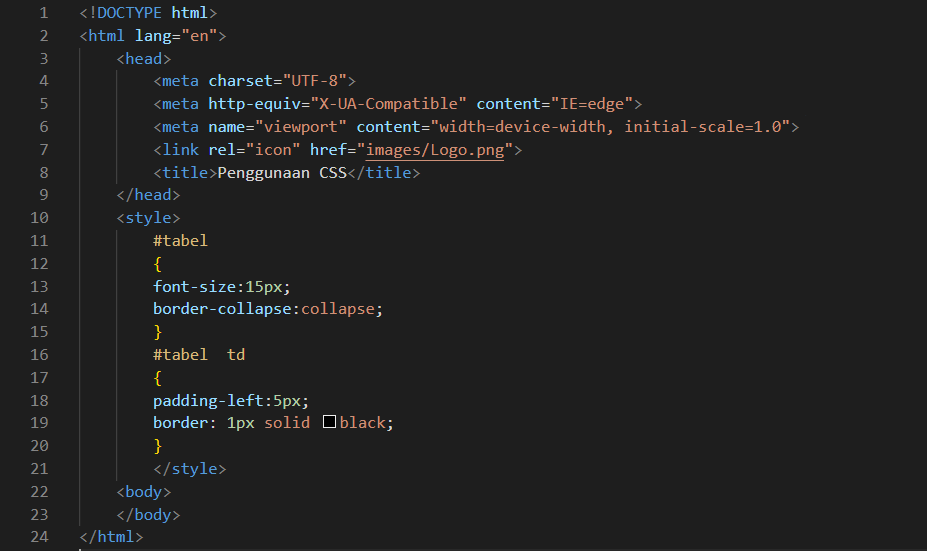 1 <!DOCTYPE html>
2 <html lang="en">
3 <head>
4 <meta charset="UTF-8">
5 <meta http-equiv="X-UA-Compatible" content="IE=edge">
6 <meta name="viewport" content="width=device-width, initial-scale=1.0">
7 <link rel="icon" href="images/Logo.png">
8 <title>Penggunaan CSS</title>
9 </head>
10 <style>
11 #tabel
12 {
13 font-size:15px;
14 border-collapse:collapse;
15 }
16 #tabel  td
17 {
18 padding-left:5px;
19 border: 1px solid black;
20 }
21 </style>
22 <body>
23 </body>
24 </html>